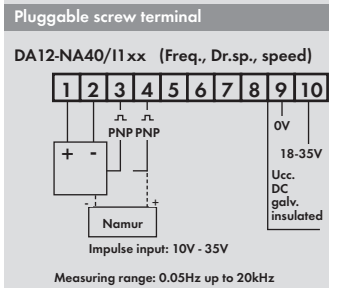 Pluggable screw terminal
DA12-NA40/I1xx (Freq., Dr.sp., speed)
1 2 3 4 5 6 7 8 9 10
PNP PNP
0V
+ -
18-35V
Ucc.
DC
galv.
insulated
- +
Namur
Impulse input: 10V - 35V
Measuring range: 0.05Hz up to 20kHz